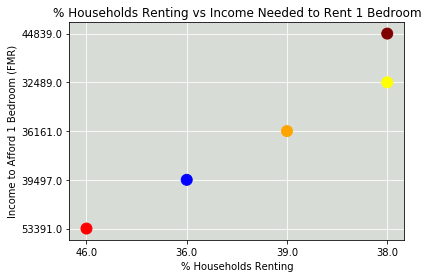 % Households Renting vs Income Needed to Rent 1 Bedroom
Income to Afford 1 Bedroom (FMR)
44839.0
32489.0
36161.0
39497.0
53391.0
46.0 36.0 39.0 38.0
% Households Renting